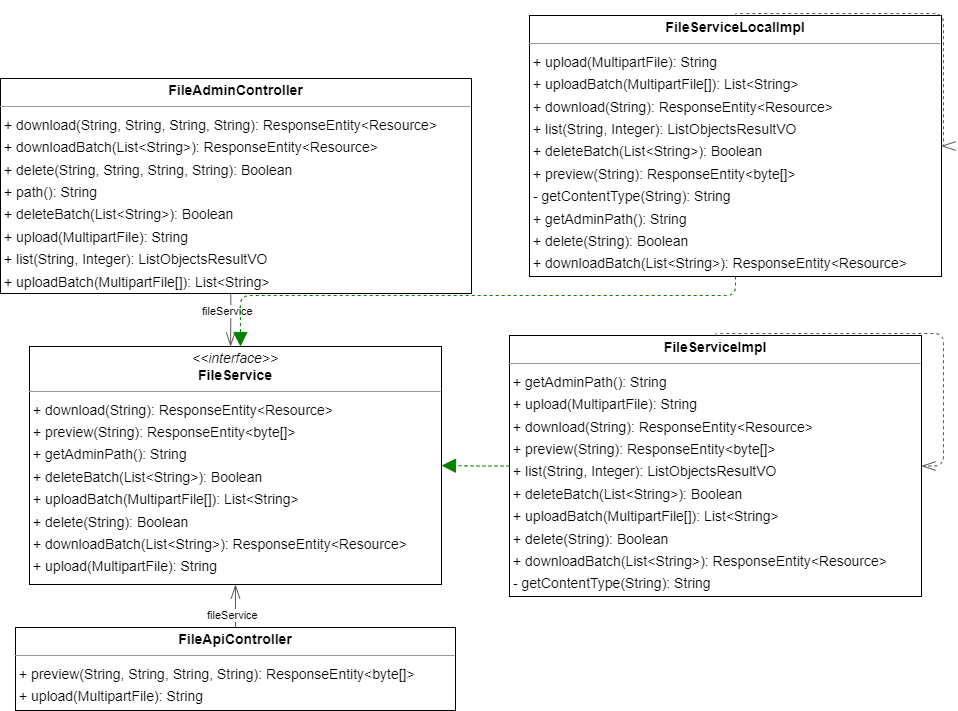 FileServiceLocalImpl
+ upload(MultipartFile): String
+ uploadBatch(MultipartFile[]): List<String>
+ download(String): ResponseEntity<Resource>
+ list(String, Integer): ListObjectsResultVO
+ deleteBatch(List<String>): Boolean
+ preview(String): ResponseEntity<byte[]>
- getContentType(String): String
+ getAdminPath(): String
+ delete(String): Boolean
+ downloadBatch(List<String>): ResponseEntity<Resource>
FileAdminController
+ download(String, String, String, String): ResponseEntity<Resource>
+ downloadBatch(List<String>): ResponseEntity<Resource>
+ delete(String, String, String, String): Boolean
+ path(): String
+ deleteBatch(List<String>): Boolean
+ upload(MultipartFile): String
+ list(String, Integer): ListObjectsResultVO
+ uploadBatch(MultipartFile[]): List<String>
fileService
<<interface>>
FileService
+ download(String): ResponseEntity<Resource>
+ preview(String): ResponseEntity<byte[]>
+ getAdminPath(): String
+ deleteBatch(List<String>): Boolean
+ uploadBatch(MultipartFile[]): List<String>
+ delete(String): Boolean
+ downloadBatch(List<String>): ResponseEntity<Resource>
+ upload(MultipartFile): String
FileServiceImpl
+ getAdminPath(): String
+ upload(MultipartFile): String
+ download(String): ResponseEntity<Resource>
+ preview(String): ResponseEntity<byte[]>
+ list(String, Integer): ListObjectsResultVO
+ deleteBatch(List<String>): Boolean
+ uploadBatch(MultipartFile[]): List<String>
+ delete(String): Boolean
+ downloadBatch(List<String>): ResponseEntity<Resource>
- getContentType(String): String
fileService
FileApiController
+ preview(String, String, String, String): ResponseEntity<byte[]>
+ upload(MultipartFile): String